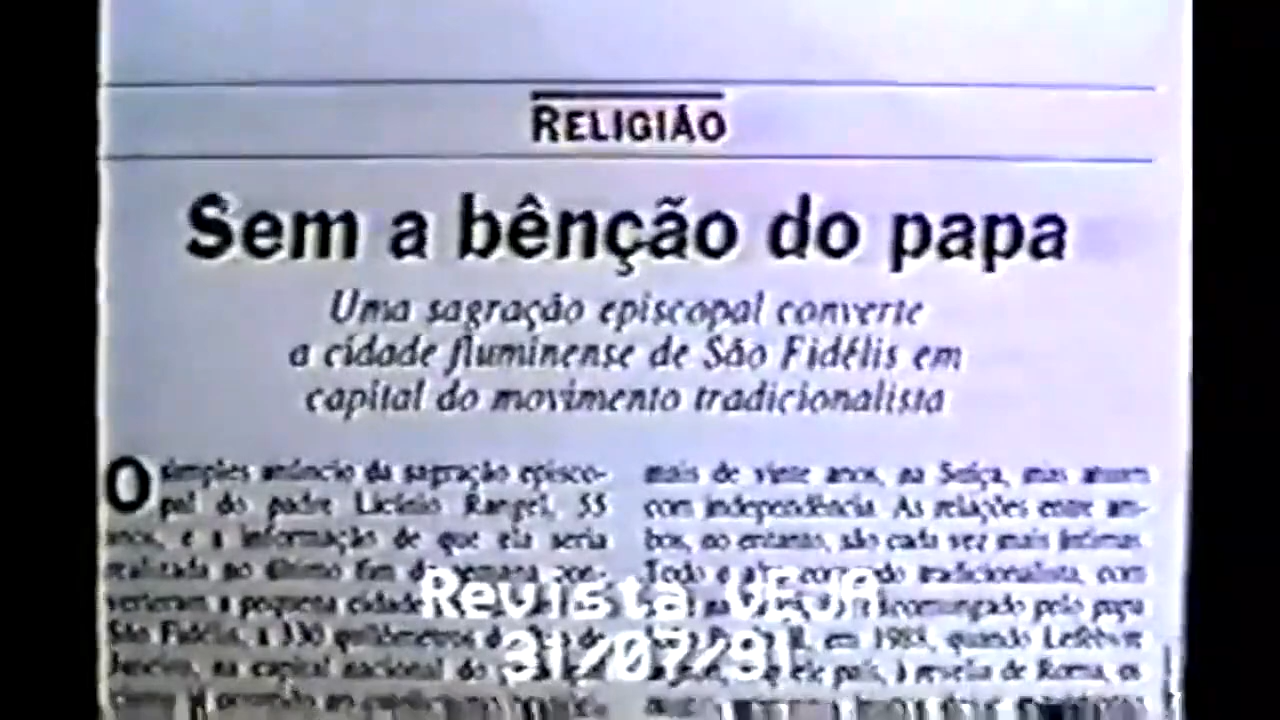 RELIGIÃO
Sem a bênção do papa
Uma sagração episcopal converte
a cidade fluminense de São Fidélis em
capital do movimento tradicionalista
O simples anúncio da sagração episco-
pal do padre Licínio Rangel, 55
anos, e a informação de que ela seria
realizada no último fim de semana con-
verteram a pequena cidade
São Fidélis, a 330 quilômetros
Janeiro, na capital nacional do
mais de vinte anos, na Suíça, mas atuam
com independência. As relações entre am-
bos, no entanto, são cada vez mais íntimas.
Todo o tradicionalista, com
excomungado pelo papa
em 1988, quando Lefebvre
país, à revelia de Roma, os
Revista VEJA
31/07/91